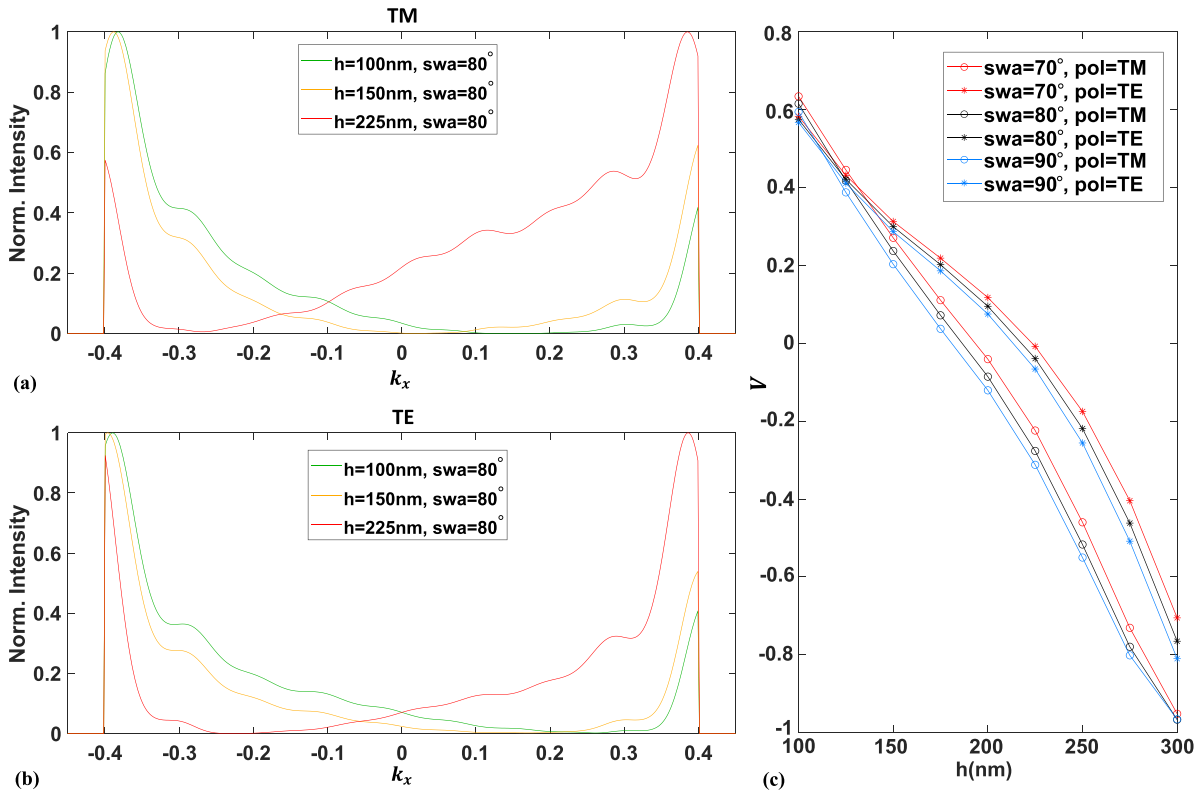 TM
1
0.8
0.6
0.4
0.2
0
Norm. Intensity
h=100nm, swa=80°
h=150nm, swa=80°
h=225nm, swa=80°
-0.4 -0.3 -0.2 -0.1 0 0.1 0.2 0.3 0.4
kₓ
(a)
TE
1
0.8
0.6
0.4
0.2
0
Norm. Intensity
h=100nm, swa=80°
h=150nm, swa=80°
h=225nm, swa=80°
-0.4 -0.3 -0.2 -0.1 0 0.1 0.2 0.3 0.4
kₓ
(b)
0.8
0.6
0.4
0.2
0
-0.2
-0.4
-0.6
-0.8
-1
V
swa=70°, pol=TM
swa=70°, pol=TE
swa=80°, pol=TM
swa=80°, pol=TE
swa=90°, pol=TM
swa=90°, pol=TE
100 150 200 250 300
h(nm)
(c)